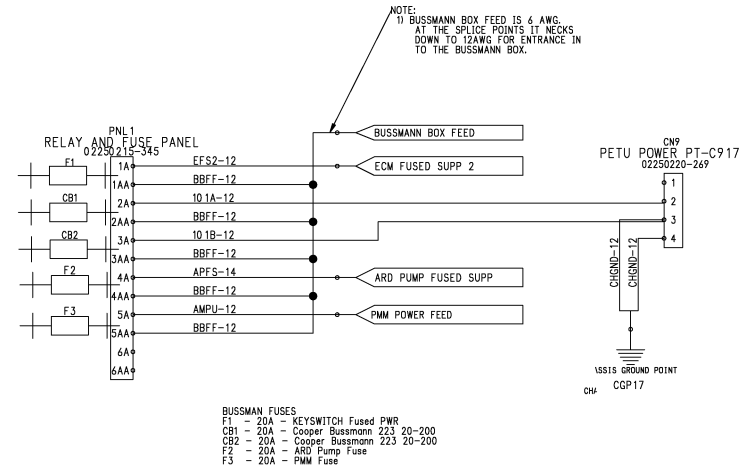 NOTE:
1) BUSSMANN BOX FEED IS 6 AWG.
AT THE SPLICE POINTS IT NECKS
DOWN TO 12AWG FOR ENTRANCE IN
TO THE BUSSMANN BOX.
PNL1
RELAY AND FUSE PANEL
02250215-345
BUSSMANN BOX FEED
CN9
PETU POWER PT-C917
02250220-269
F1
1A
EFS2-12
ECM FUSED SUPP 2
1AA
BBFF-12
1
CB1
2A
101A-12
2
2AA
BBFF-12
3
CB2
3A
101B-12
4
3AA
BBFF-12
CHGND-12
CHGND-12
F2
4A
APFS-14
ARD PUMP FUSED SUPP
4AA
BBFF-12
F3
5A
AMPU-12
PMM POWER FEED
5AA
BBFF-12
6A
6AA
\SSIS GROUND POINT
CHA
CGP17
BUSSMAN FUSES
F1 - 20A - KEYSWITCH Fused PWR
CB1 - 20A - Cooper Bussmann 223 20-200
CB2 - 20A - Cooper Bussmann 223 20-200
F2 - 20A - ARD Pump Fuse
F3 - 20A - PMM Fuse